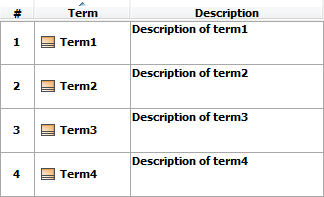 # Term Description
1 Term1 Description of term1
2 Term2 Description of term2
3 Term3 Description of term3
4 Term4 Description of term4